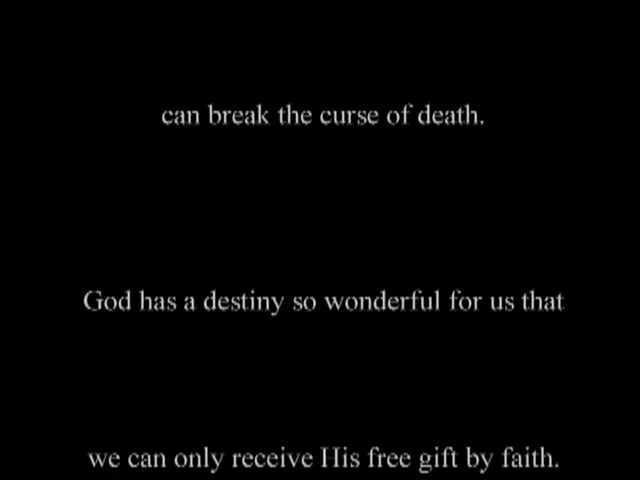 can break the curse of death.
God has a destiny so wonderful for us that
we can only receive His free gift by faith.